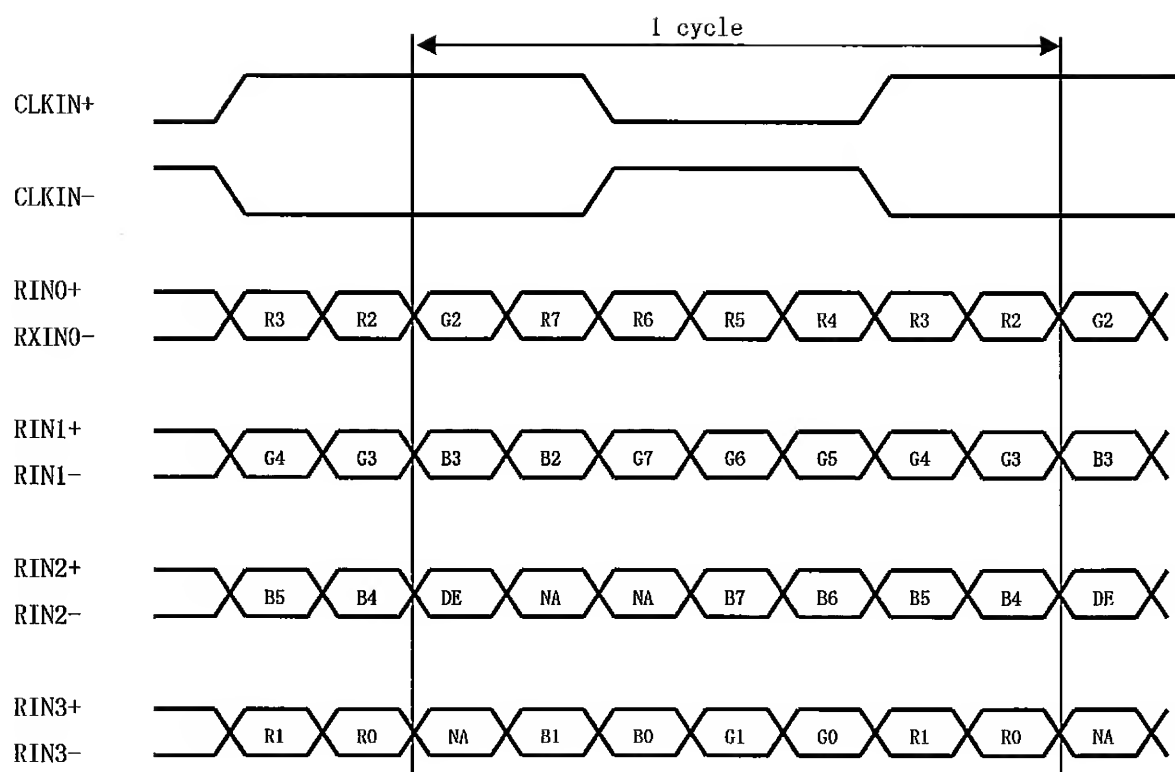 1 cycle
CLKIN+
CLKIN-
RIN0+
R3 R2 G2 R7 R6 R5 R4 R3 R2 G2
RXIN0-
RIN1+
G4 G3 B3 B2 G7 G6 G5 G4 G3 B3
RIN1-
RIN2+
B5 B4 DE NA NA B7 B6 B5 B4 DE
RIN2-
RIN3+
R1 R0 NA B1 B0 G1 G0 R1 R0 NA
RIN3-